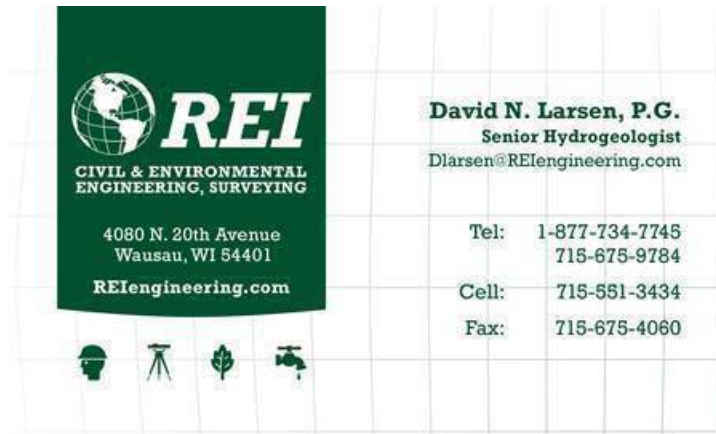 REI
CIVIL & ENVIRONMENTAL
ENGINEERING, SURVEYING
4080 N. 20th Avenue
Wausau, WI 54401
REIengineering.com
David N. Larsen, P.G.
Senior Hydrogeologist
Dlarsen@REIengineering.com
Tel: 1-877-734-7745
715-675-9784
Cell: 715-551-3434
Fax: 715-675-4060